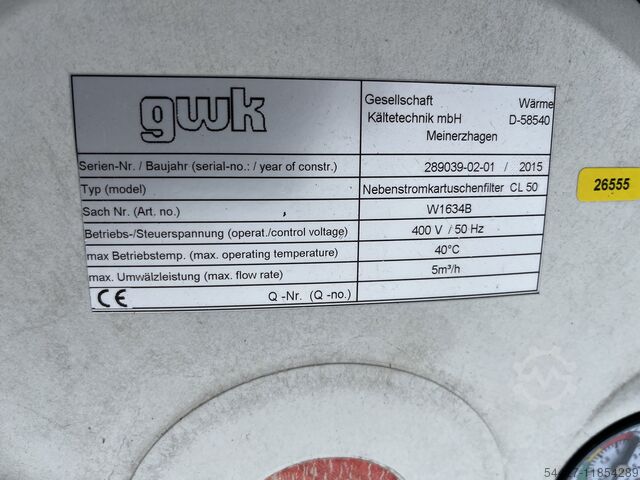 gwk
Gesellschaft Wärme
Kältetechnik mbH D-58540
Meinerzhagen
Serien-Nr. / Baujahr (serial-no.: / year of constr.) 289039-02-01 / 2015
Typ (model) Nebenstromkartuschenfilter CL 50
Sach Nr. (Art. no.) W1634B
Betriebs-/Steuerspannung (operat./control voltage) 400 V / 50 Hz
max Betriebstemp. (max. operating temperature) 40°C
max. Umwälzleistung (max. flow rate) 5m³/h
CE Q -Nr. (Q -no.)
26555